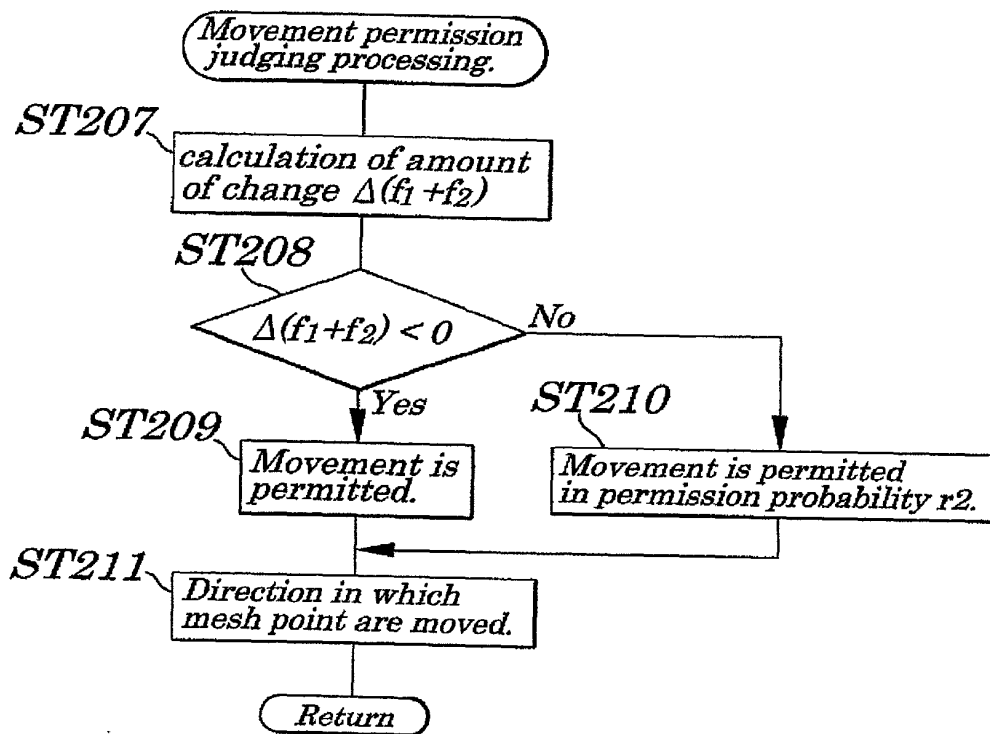 Movement permission
judging processing.
ST207
calculation of amount
of change Δ(f1+f2)
ST208
Δ(f1+f2) < 0
No
Yes
ST209
Movement is
permitted.
ST210
Movement is permitted
in permission probability r2.
ST211
Direction in which
mesh point are moved.
Return